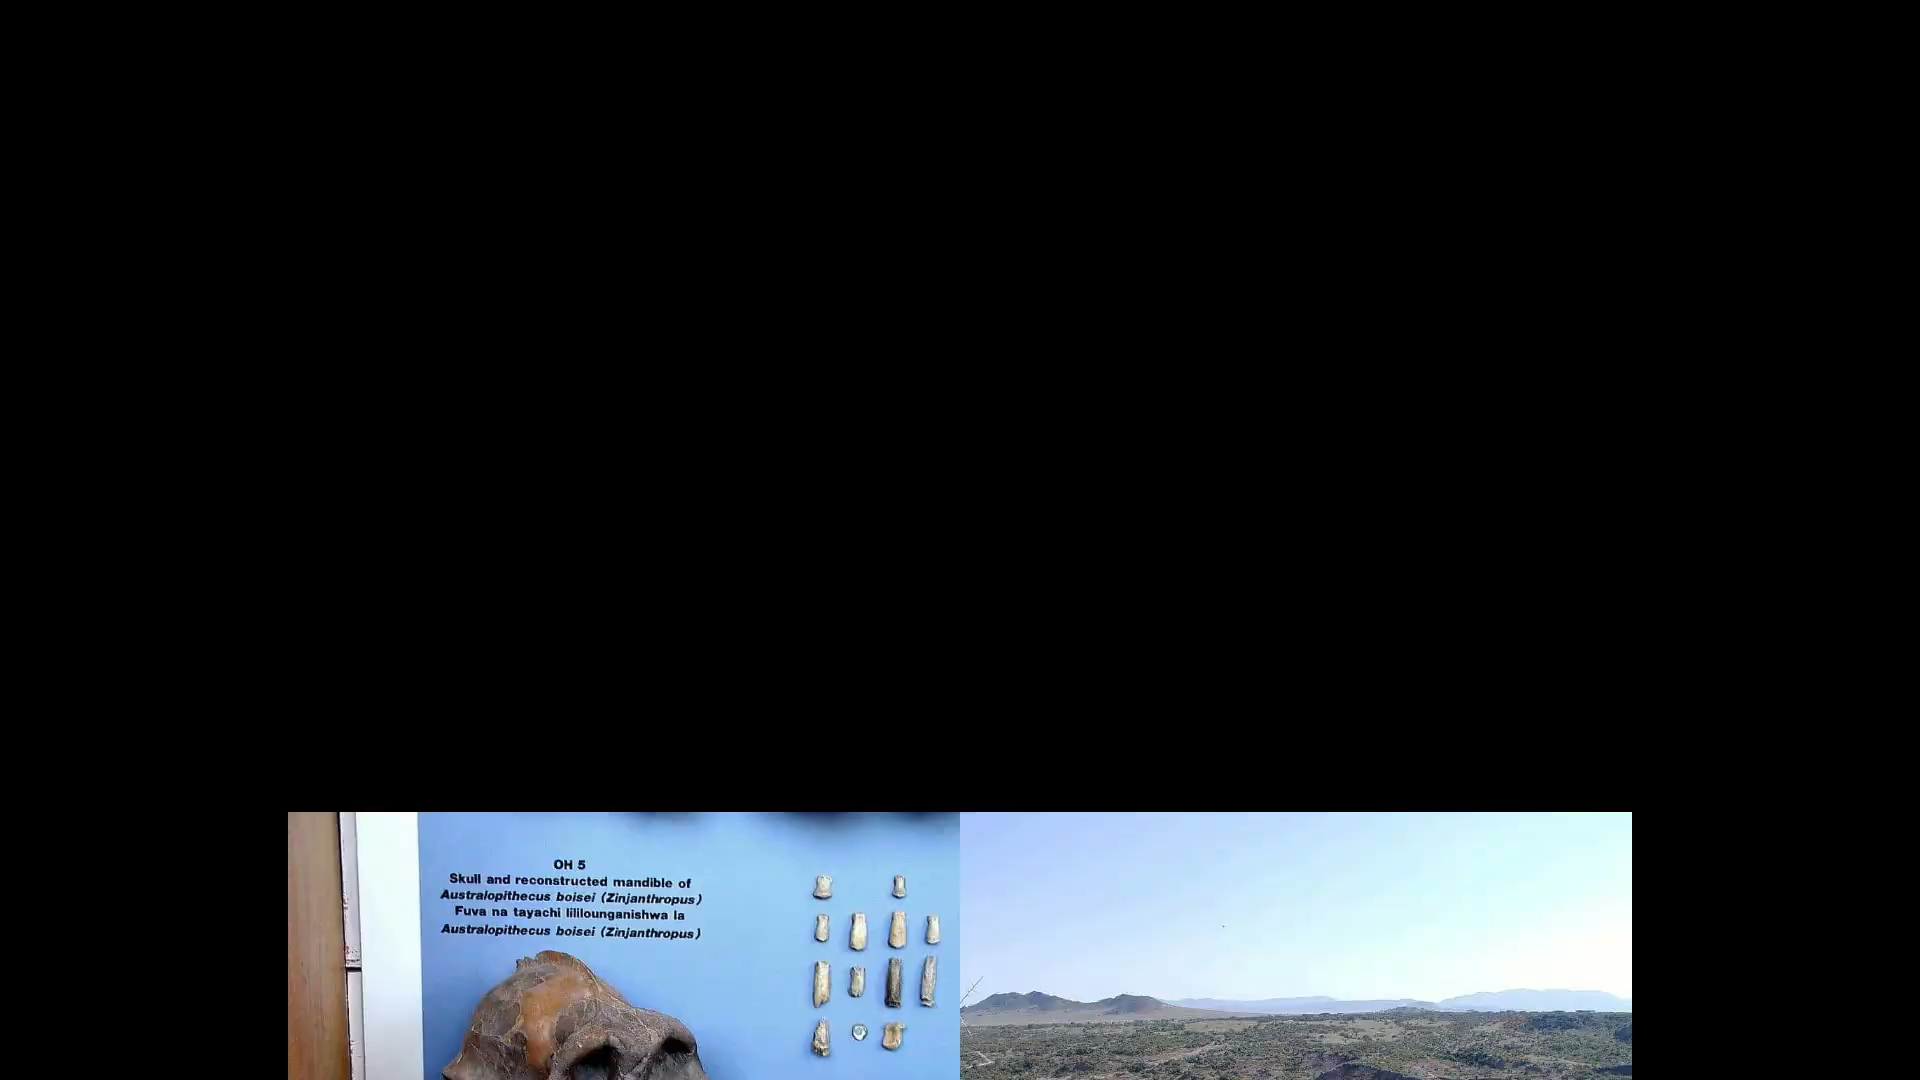 OH 5
Skull and reconstructed mandible of
Australopithecus boisei (Zinjanthropus)
Fuva na tayachi lililounganishwa la
Australopithecus boisei (Zinjanthropus)